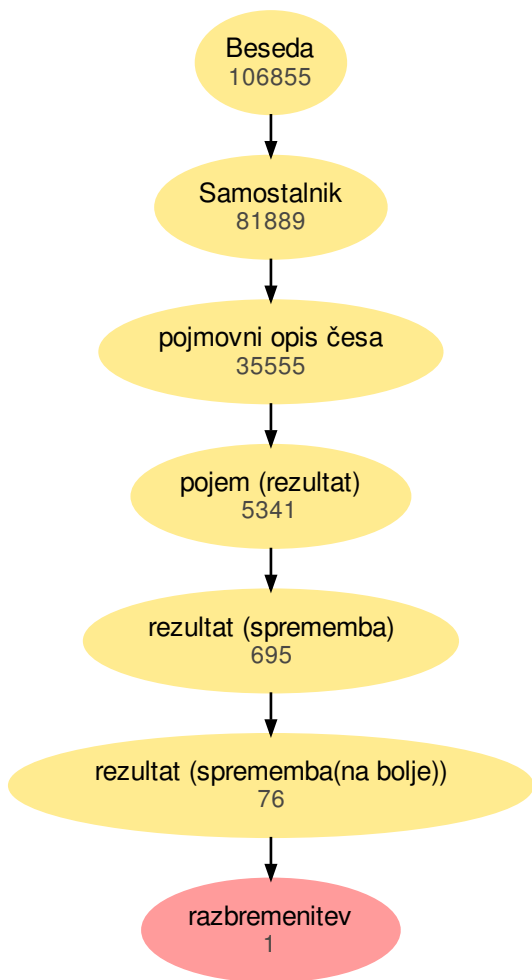 Beseda
106855
Samostalnik
81889
pojmovni opis česa
35555
pojem (rezultat)
5341
rezultat (sprememba)
695
rezultat (sprememba(na bolje))
76
razbremenitev
1